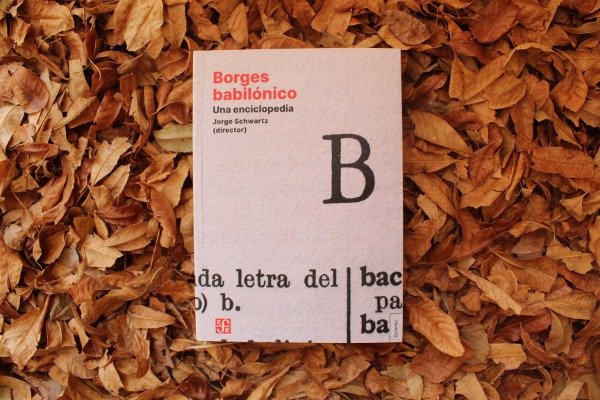 Borges
babilónico
Una enciclopedia
Jorge Schwartz
(director)
B
da letra del
bac
o) b.
pa
ba